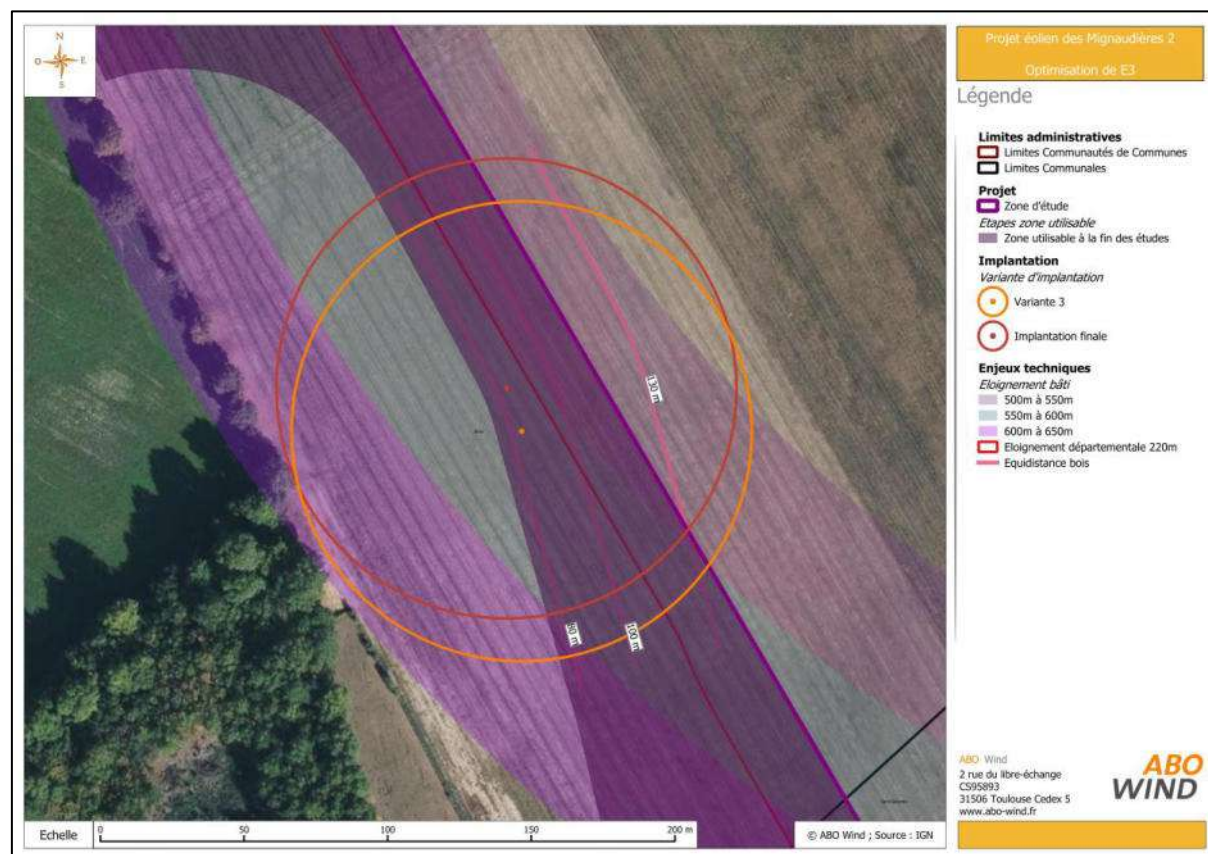 N
O
E
S
130 m
90 m
100 m
Echelle
0
50
100
150
200 m
© ABO Wind ; Source : IGN
Projet éolien des Mignaudières 2
Optimisation de E3
Légende
Limites administratives
Limites Communautés de Communes
Limites Communales
Projet
Zone d'étude
Etapes zone utilisable
Zone utilisable à la fin des études
Implantation
Variante d'implantation
Variante 3
Implantation finale
Enjeux techniques
Eloignement bâti
500m à 550m
550m à 600m
600m à 650m
Eloignement départementale 220m
Equidistance bois
ABO Wind
2 rue du libre-échange
CS95893
31506 Toulouse Cedex 5
www.abo-wind.fr
ABO
WIND